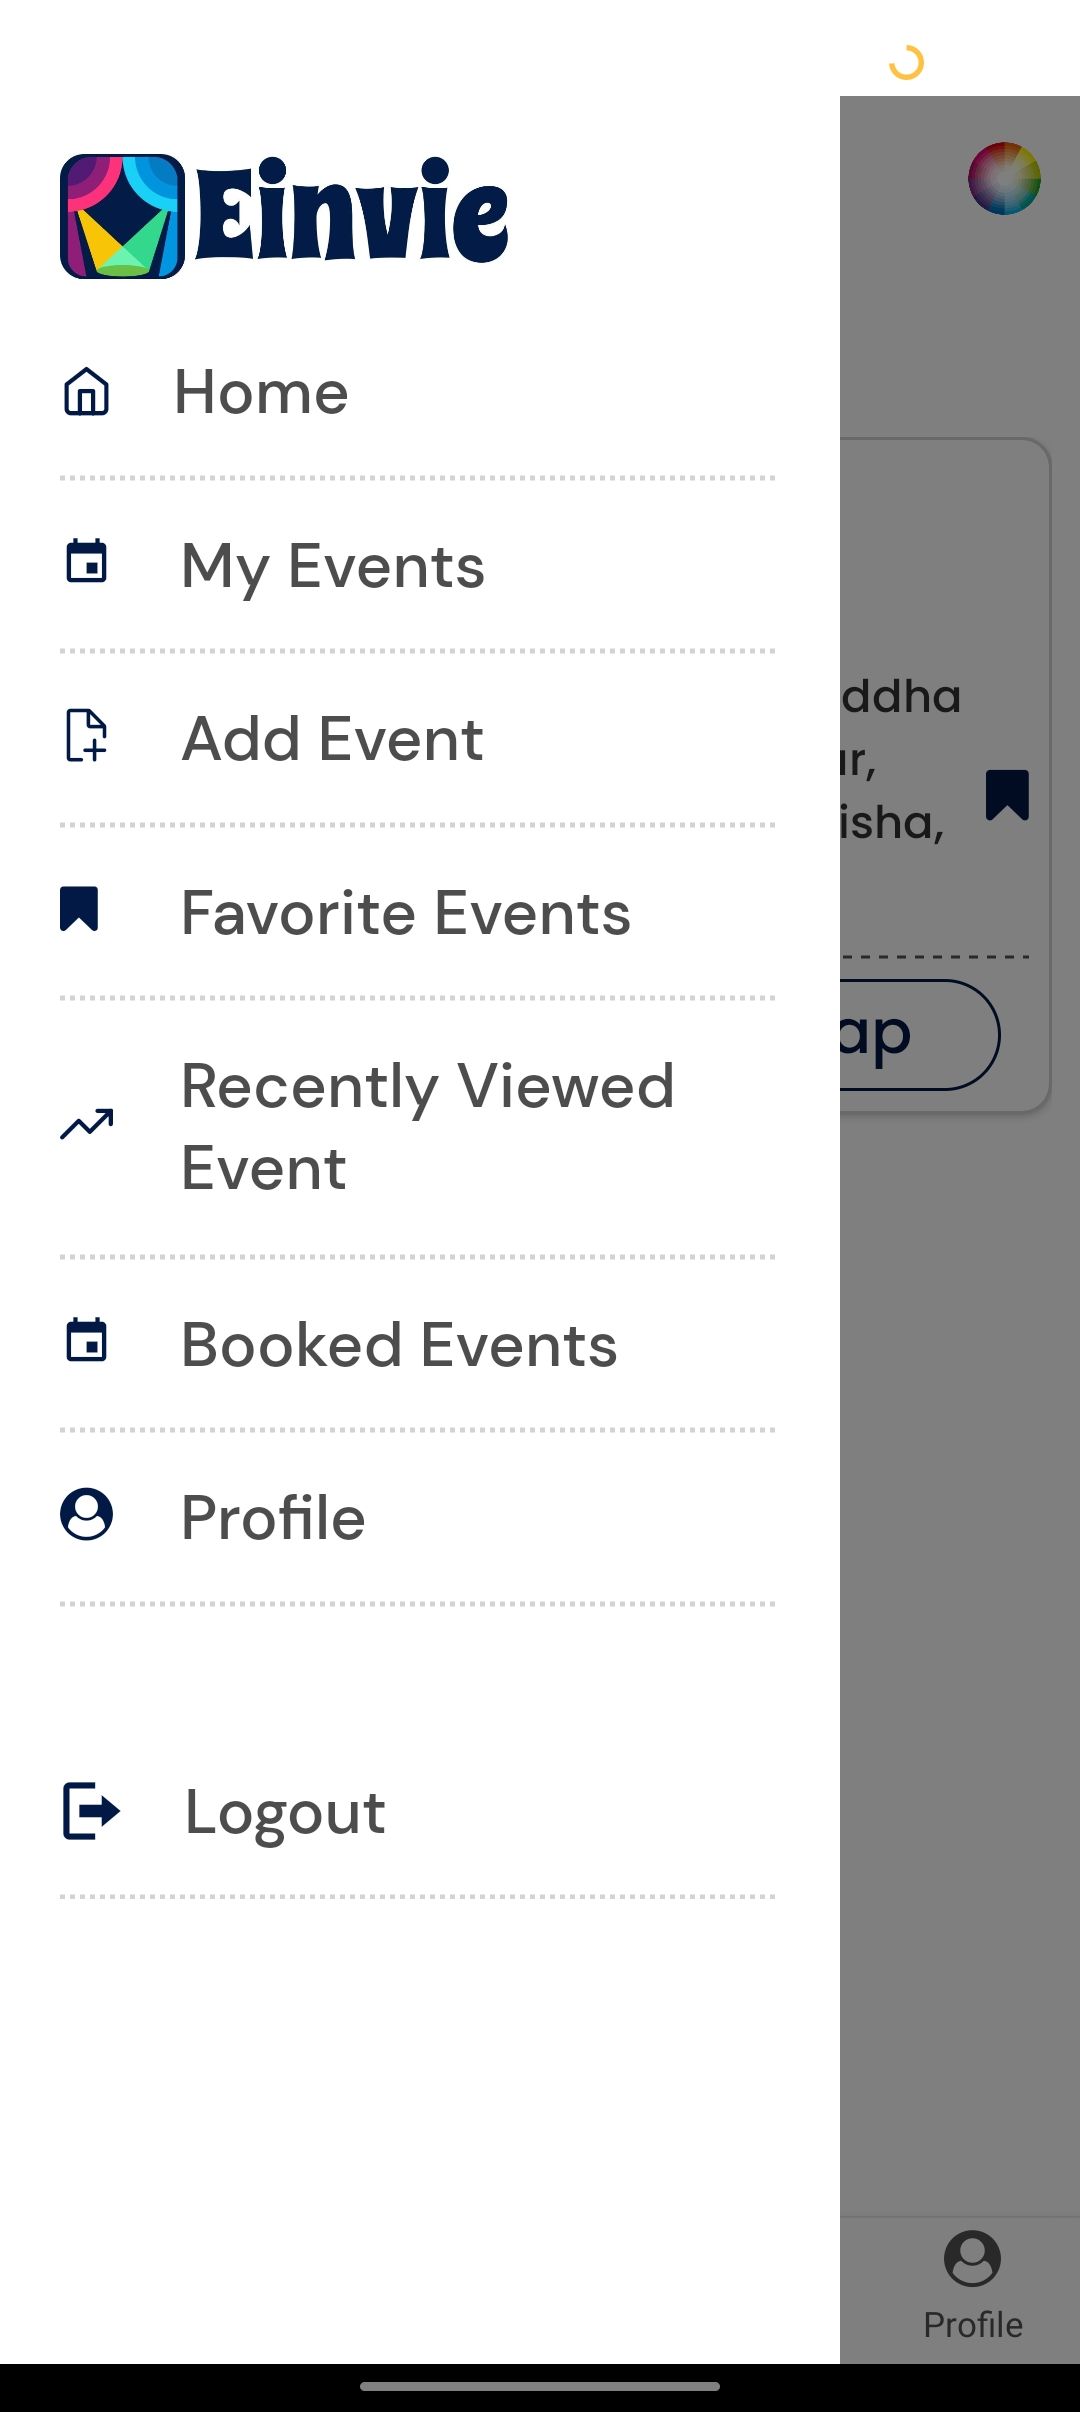 Einvie
Home
My Events
Add Event
Favorite Events
Recently Viewed
Event
Booked Events
Profile
Logout
ddha
ur,
isha,
ap
Profile